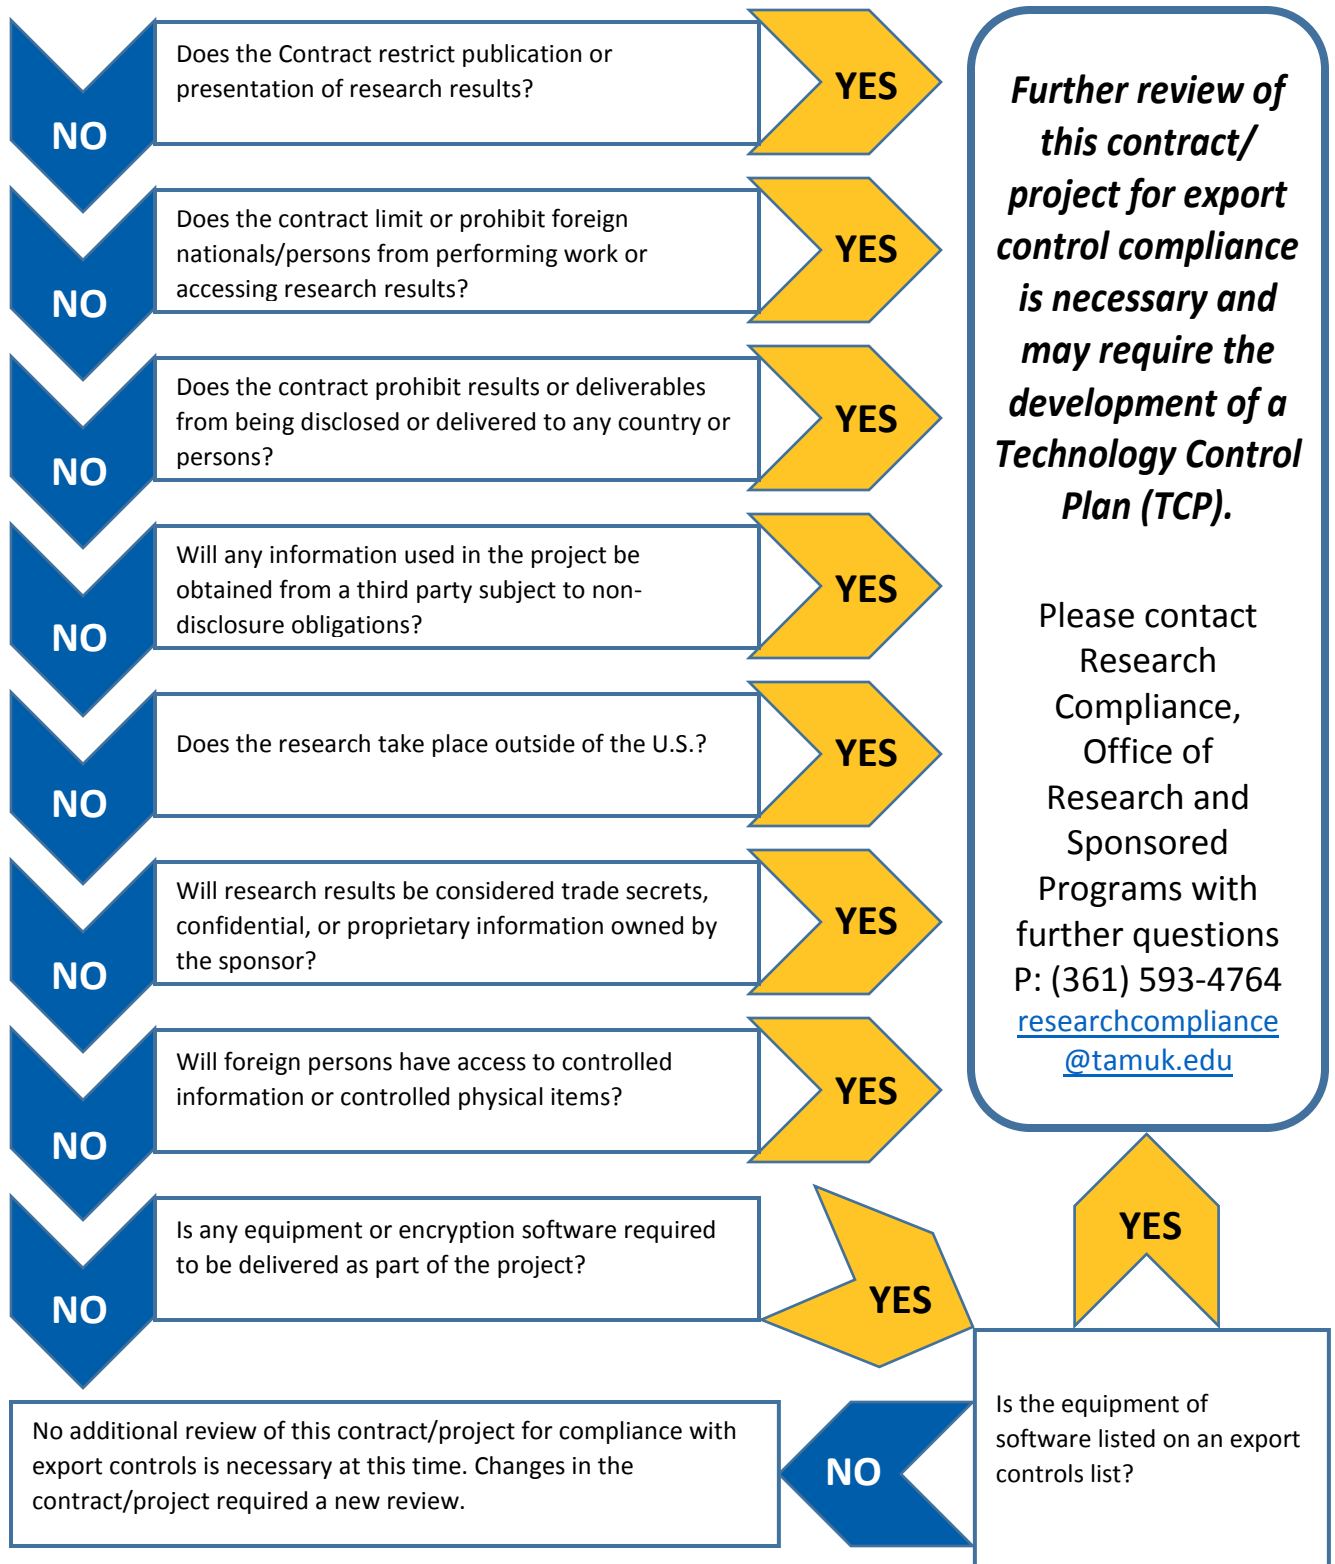 Does the Contract restrict publication or
presentation of research results?
YES
NO
Does the contract limit or prohibit foreign
nationals/persons from performing work or
accessing research results?
YES
NO
Does the contract prohibit results or deliverables
from being disclosed or delivered to any country or
persons?
YES
NO
Will any information used in the project be
obtained from a third party subject to non-
disclosure obligations?
YES
NO
Does the research take place outside of the U.S.?
YES
NO
Will research results be considered trade secrets,
confidential, or proprietary information owned by
the sponsor?
YES
NO
Will foreign persons have access to controlled
information or controlled physical items?
YES
NO
Is any equipment or encryption software required
to be delivered as part of the project?
YES
NO
Is the equipment of
software listed on an export
controls list?
YES
NO
No additional review of this contract/project for compliance with
export controls is necessary at this time. Changes in the
contract/project required a new review.
Further review of
this contract/
project for export
control compliance
is necessary and
may require the
development of a
Technology Control
Plan (TCP).
Please contact
Research
Compliance,
Office of
Research and
Sponsored
Programs with
further questions
P: (361) 593-4764
researchcompliance
@tamuk.edu